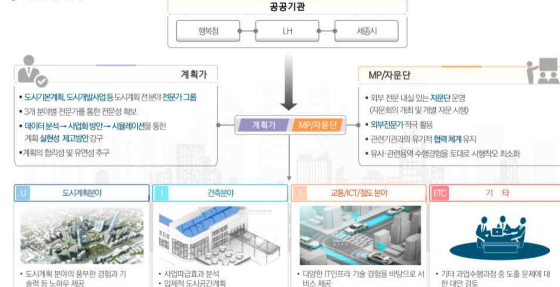 공공기관
행복청
LH
세종시
계획가
• 도시기본계획, 도시개발사업 등 도시계획 전분야 전문가 그룹
• 3개 분야별 전문가를 통한 전문성 확보
• 데이터 분석 → 사업화 방안 → 시뮬레이션을 통한
계획 실현성 제고방안 강구
• 계획의 합리성 및 유연성 추구
계획가
MP/자문단
MP/자문단
• 외부 전문 내실 있는 자문단 운영
(자문회의 개최 및 개별 자문 시행)
• 외부전문가 적극 활용
• 관련기관과의 유기적 협력 체계 유지
• 유사·관련용역 수행경험을 토대로 시행착오 최소화
U
도시계획분야
• 도시계획 분야의 풍부한 경험과 기
술력 등 노하우 제공
건축분야
• 사업파급효과 분석
• 입체적 도시공간계획
교통/ICT/철도 분야
• 다양한 IT인프라 기술 경험을 바탕으로 서
비스 제공
ETC
기 타
• 기타 과업수행과정 중 도출 문제에 대
한 대안 검토